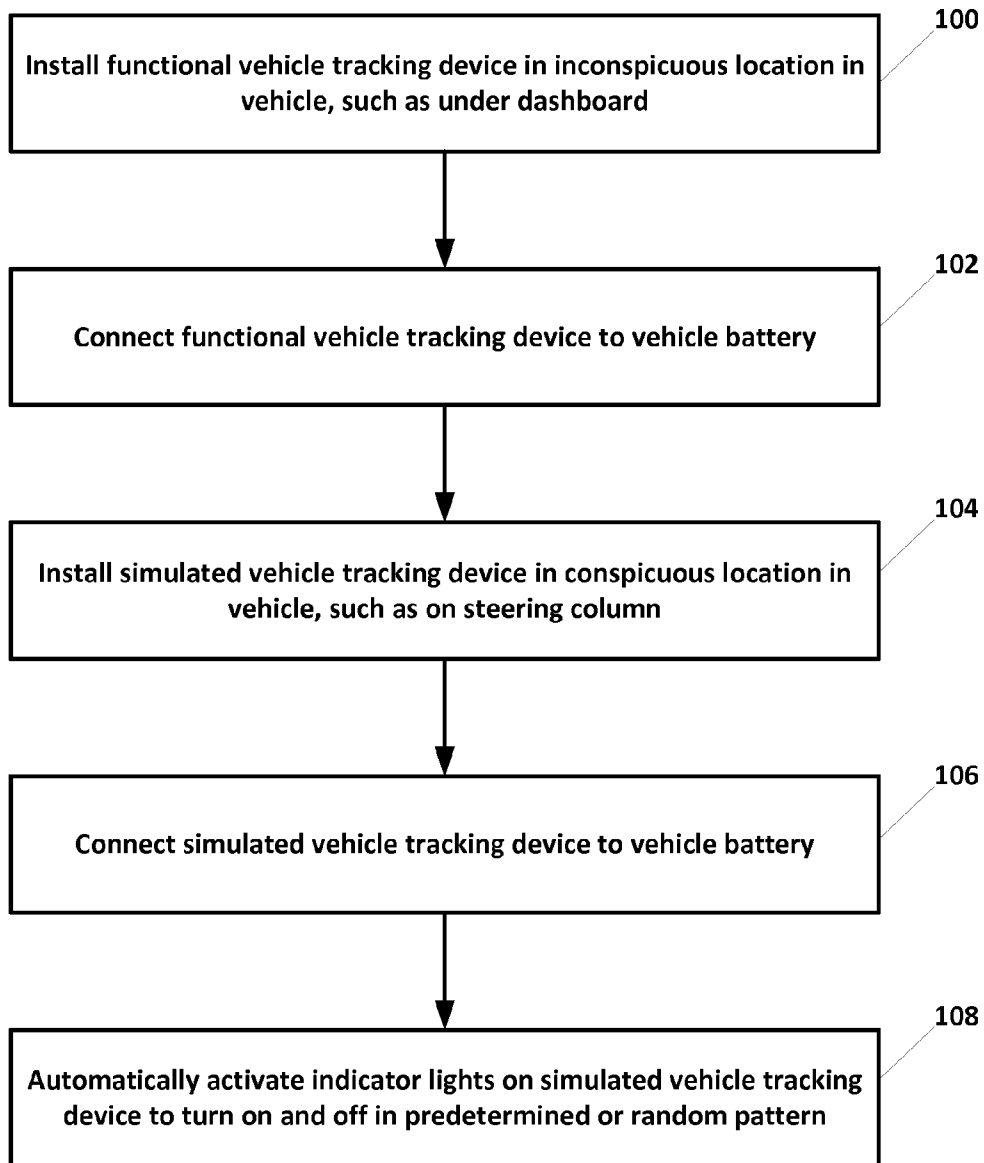 100
Install functional vehicle tracking device in inconspicuous location in
vehicle, such as under dashboard
102
Connect functional vehicle tracking device to vehicle battery
104
Install simulated vehicle tracking device in conspicuous location in
vehicle, such as on steering column
106
Connect simulated vehicle tracking device to vehicle battery
108
Automatically activate indicator lights on simulated vehicle tracking
device to turn on and off in predetermined or random pattern